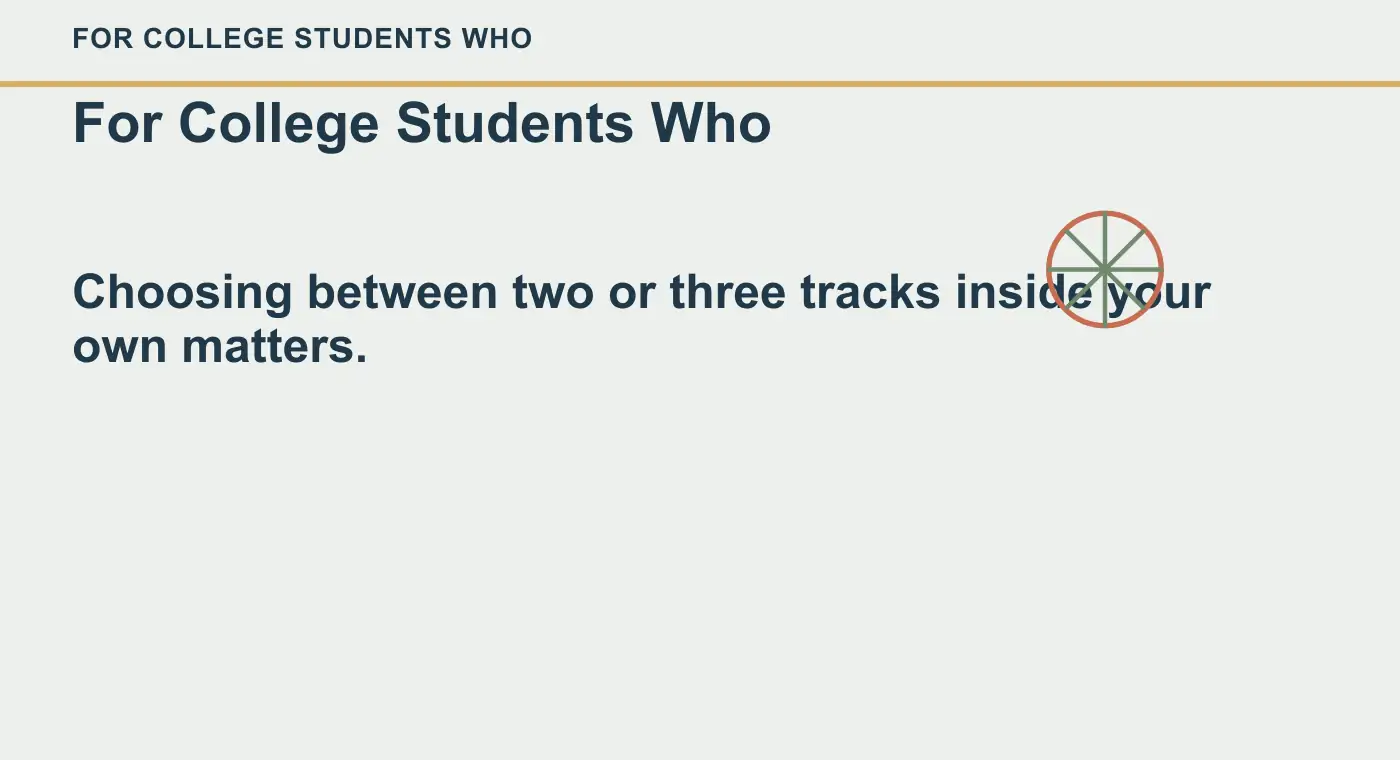 FOR COLLEGE STUDENTS WHO
For College Students Who
Choosing between two or three tracks inside your
own matters.